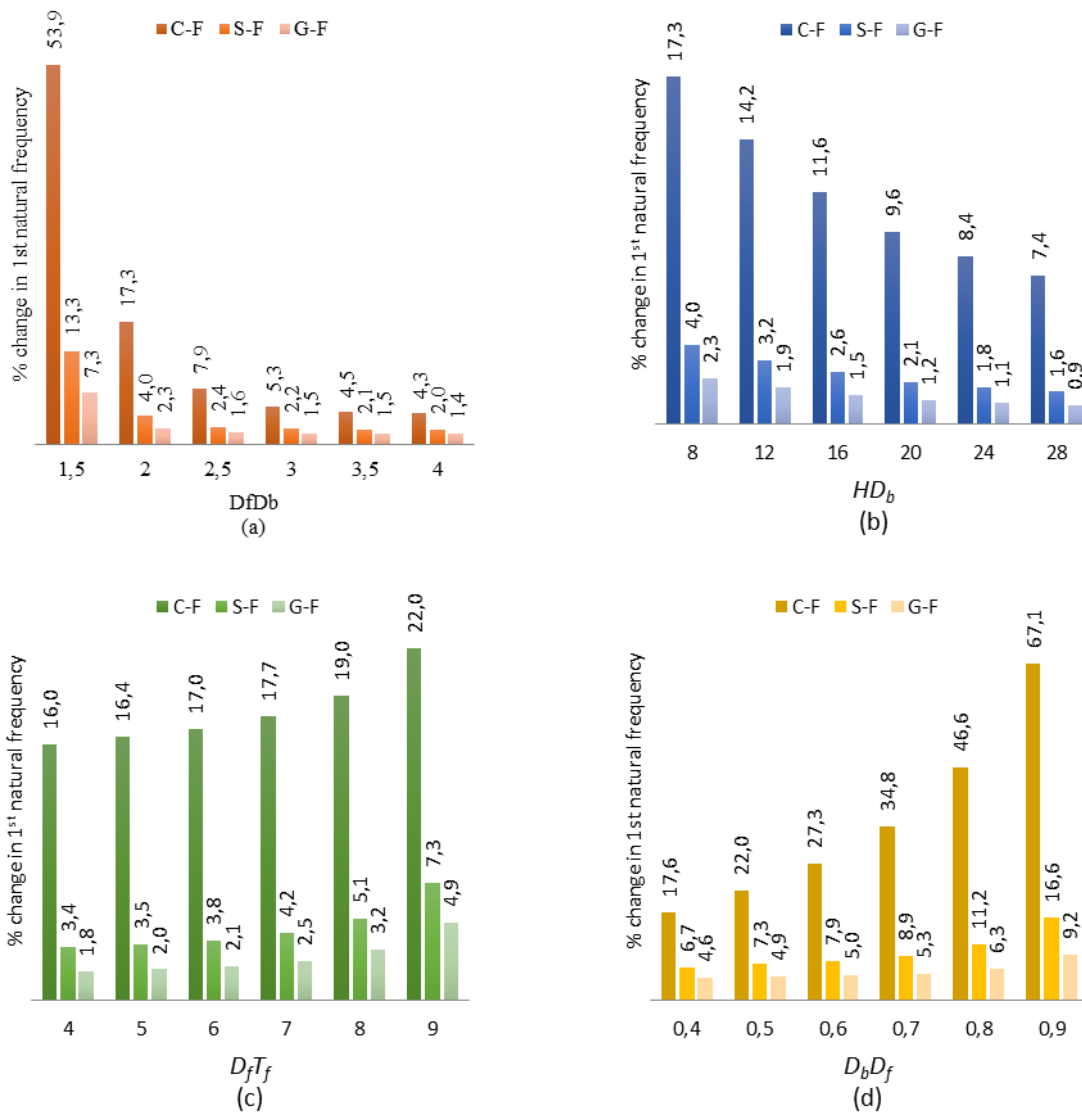 C-F S-F G-F
% change in 1st natural frequency
53,9 13,3 7,3
17,3 4,0 2,3
7,9 2,4 1,6
5,3 2,2 1,5
4,5 2,1 1,5
4,3 2,0 1,4
1,5 2 2,5 3 3,5 4
DfDb
(a)
C-F S-F G-F
% change in 1st natural frequency
17,3 4,0 2,3
14,2 3,2 1,9
11,6 2,6 1,5
9,6 2,1 1,2
8,4 1,8 1,1
7,4 1,6 0,9
8 12 16 20 24 28
HDb
(b)
C-F S-F G-F
% change in 1st natural frequency
16,0 3,4 1,8
16,4 3,5 2,0
17,0 3,8 2,1
17,7 4,2 2,5
19,0 5,1 3,2
22,0 7,3 4,9
4 5 6 7 8 9
DfTf
(c)
C-F S-F G-F
% change in 1st natural frequency
17,6 6,7 4,6
22,0 7,3 4,9
27,3 7,9 5,0
34,8 8,9 5,3
46,6 11,2 6,3
67,1 16,6 9,2
0,4 0,5 0,6 0,7 0,8 0,9
DbDf
(d)